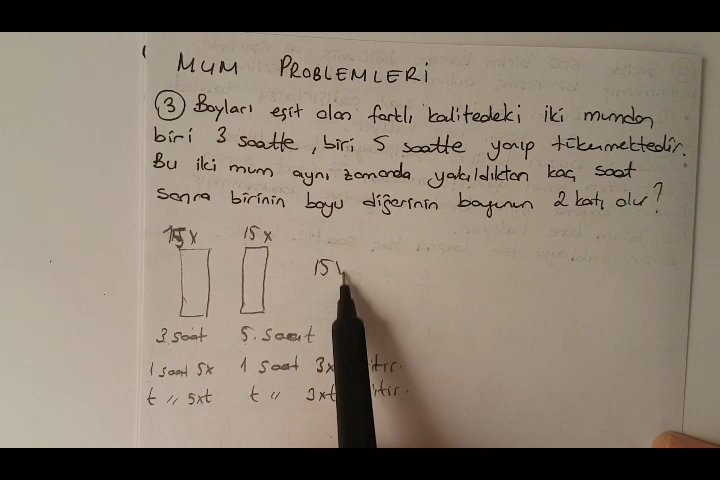 MUM PROBLEMLERİ
③ Boyları eşit olan farklı kalitedeki iki mumdan
biri 3 saatte, biri 5 saatte yanıp tükenmektedir.
Bu iki mum aynı zamanda yakıldıktan kaç saat
sonra birinin boyu diğerinin boyunun 2 katı olur?
15x 15x
15
3 saat 5 saat
1 saat 5x 1 saat 3x
t " 5xt t " 3xt